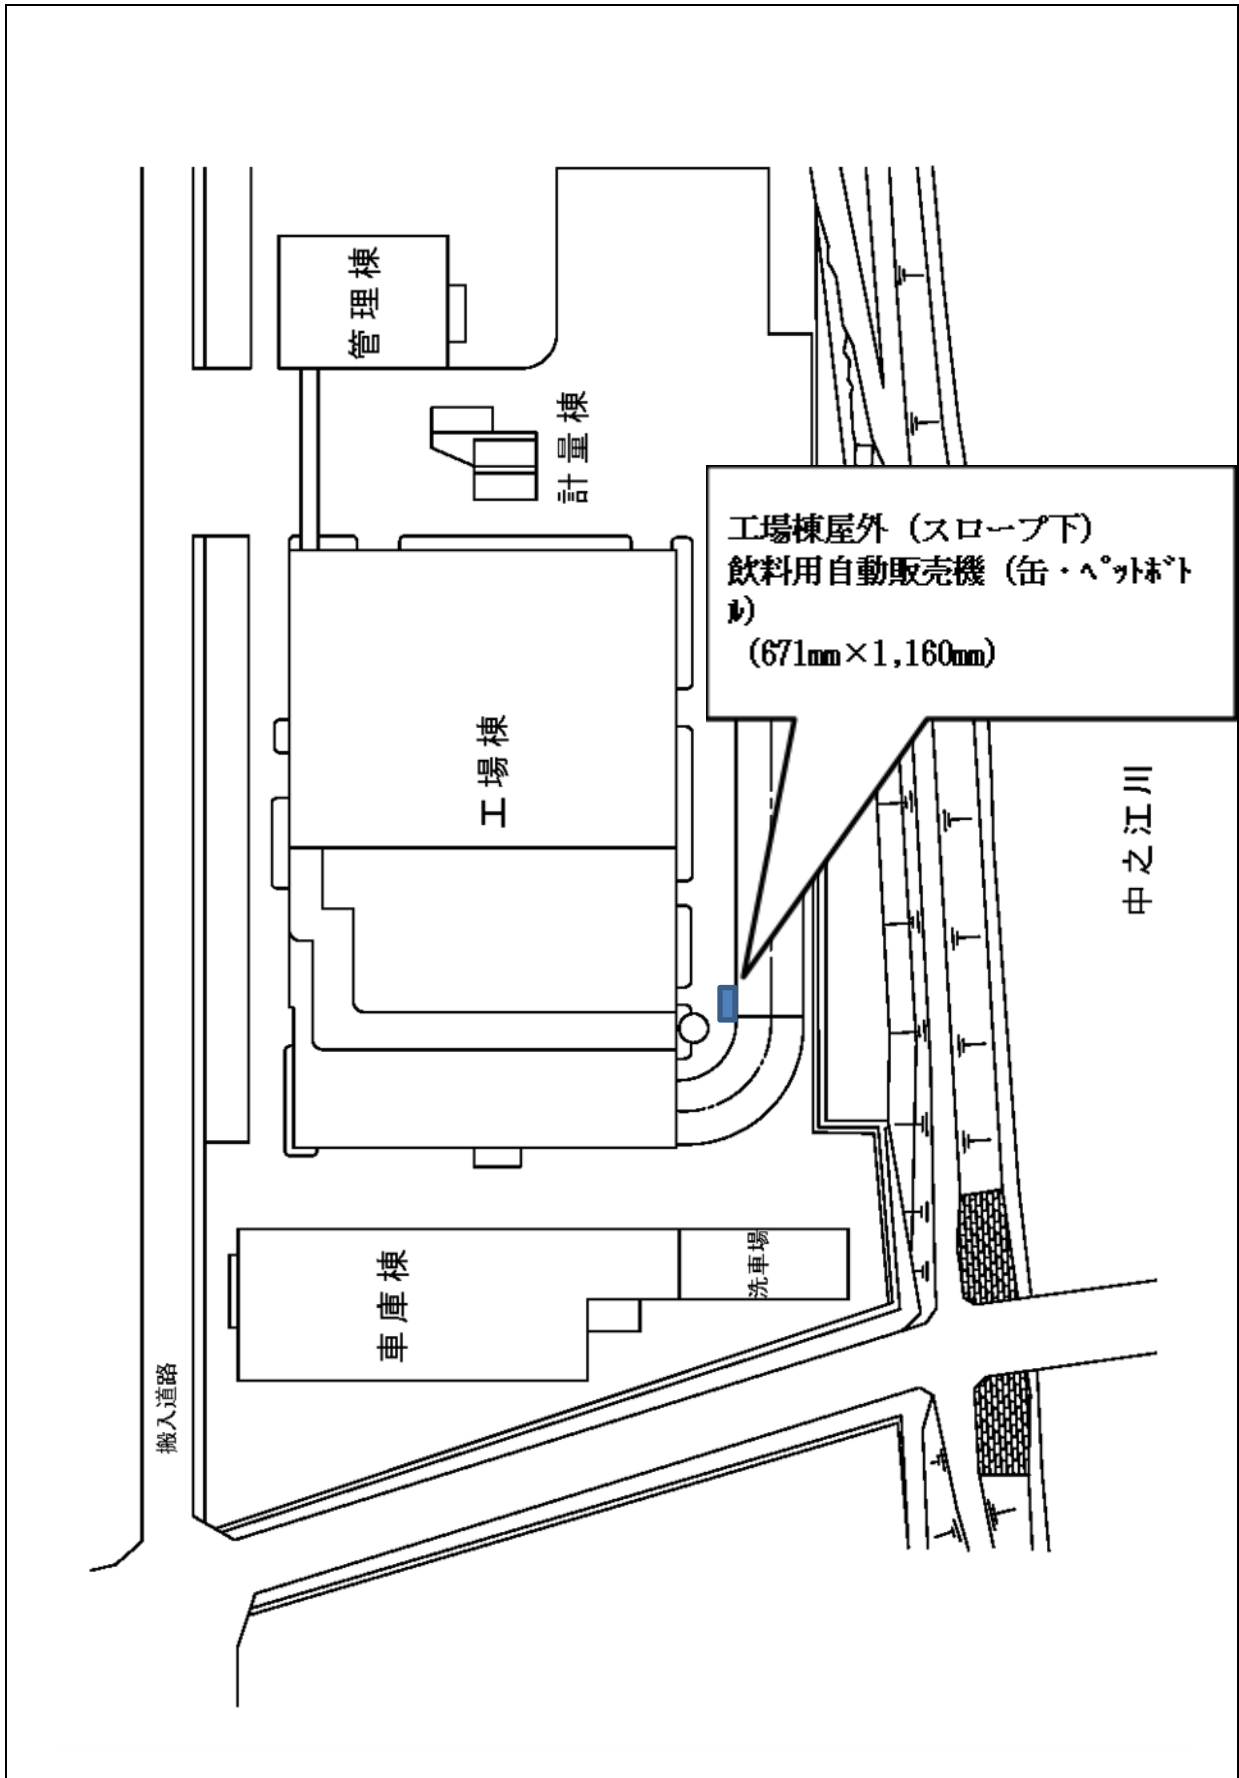 管理棟
計量棟
工場棟屋外（スロープ下）
飲料用自動販売機（缶・ﾍﾟｯﾄﾎﾞﾄ
ﾙ）
（671mm×1,160mm）
工場棟
中之江川
車庫棟
洗車場
搬入道路